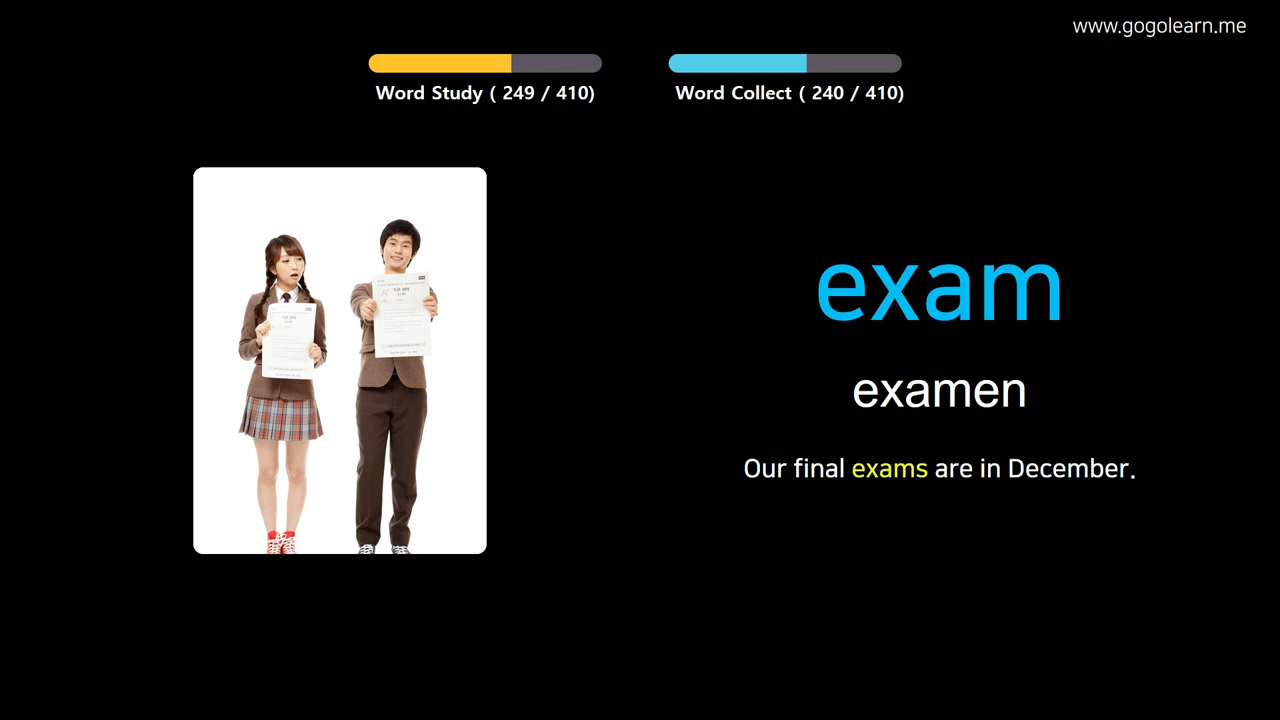 www.gogolearn.me
Word Study ( 249 / 410)
Word Collect ( 240 / 410)
exam
examen
Our final exams are in December.